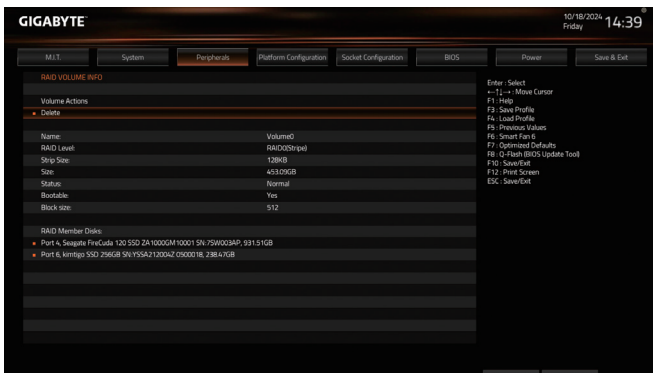 GIGABYTE™
10/18/2024
Friday
14:39
M.I.T. System Peripherals Platform Configuration Socket Configuration BIOS Power Save & Exit
RAID VOLUME INFO
Volume Actions
Delete
Name: Volume0
RAID Level: RAID0(Stripe)
Strip Size: 128KB
Size: 453.09GB
Status: Normal
Bootable: Yes
Block size: 512
RAID Member Disks:
Port 4, Seagate FireCuda 120 SSD ZA1000GM10001 SN:7SW003AP, 931.51GB
Port 6, kimtigo SSD 256GB SN:YSSA212004Z 0500018, 238.47GB
Enter : Select
←↑↓→ : Move Cursor
F1 : Help
F3 : Save Profile
F4 : Load Profile
F5 : Previous Values
F6 : Smart Fan 6
F7 : Optimized Defaults
F8 : Q-Flash (BIOS Update Tool)
F10 : Save/Exit
F12 : Print Screen
ESC : Save/Exit